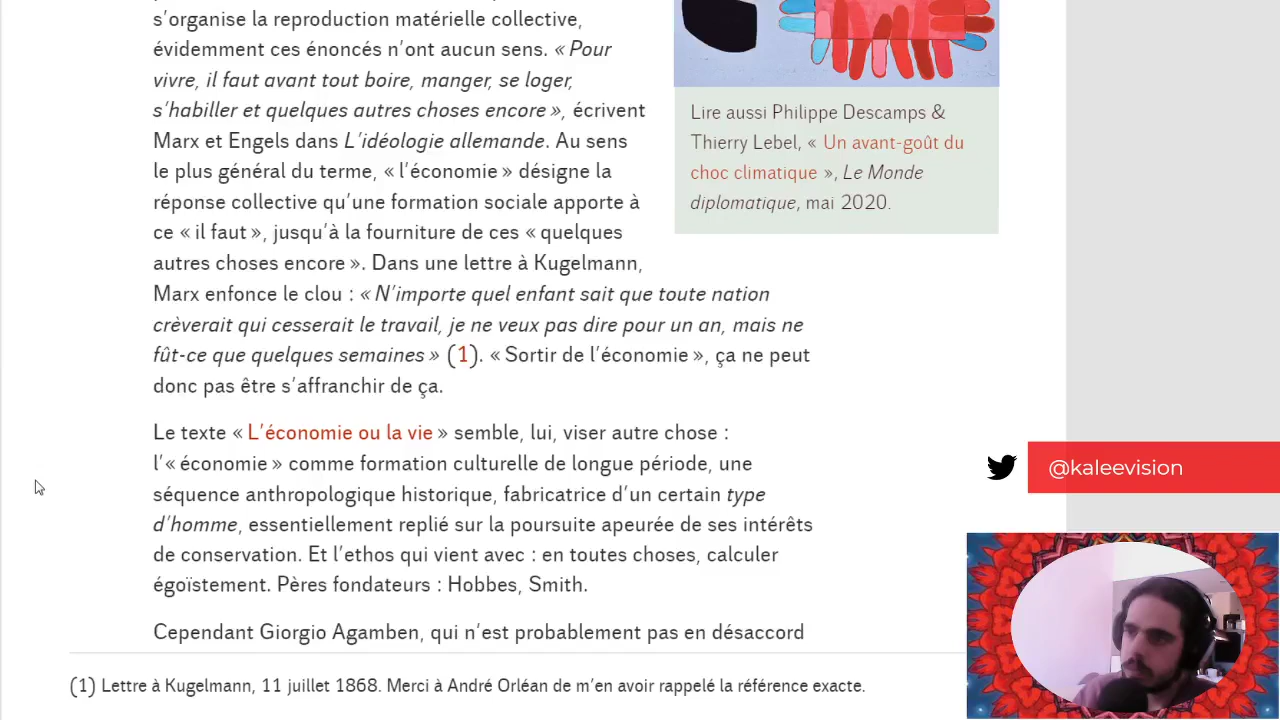 s’organise la reproduction matérielle collective,
évidemment ces énoncés n’ont aucun sens. « Pour
vivre, il faut avant tout boire, manger, se loger,
s’habiller et quelques autres choses encore », écrivent
Marx et Engels dans L’idéologie allemande. Au sens
le plus général du terme, « l’économie » désigne la
réponse collective qu’une formation sociale apporte à
ce « il faut », jusqu’à la fourniture de ces « quelques
autres choses encore ». Dans une lettre à Kugelmann,
Marx enfonce le clou : « N’importe quel enfant sait que toute nation
crèverait qui cesserait le travail, je ne veux pas dire pour un an, mais ne
fût-ce que quelques semaines » (1). « Sortir de l’économie », ça ne peut
donc pas être s’affranchir de ça.
Lire aussi Philippe Descamps &
Thierry Lebel, « Un avant-goût du
choc climatique », Le Monde
diplomatique, mai 2020.
Le texte « L’économie ou la vie » semble, lui, viser autre chose :
l’« économie » comme formation culturelle de longue période, une
séquence anthropologique historique, fabricatrice d’un certain type
d’homme, essentiellement replié sur la poursuite apeurée de ses intérêts
de conservation. Et l’ethos qui vient avec : en toutes choses, calculer
égoïstement. Pères fondateurs : Hobbes, Smith.
Cependant Giorgio Agamben, qui n’est probablement pas en désaccord
(1) Lettre à Kugelmann, 11 juillet 1868. Merci à André Orléan de m’en avoir rappelé la référence exacte.
@kaleevision